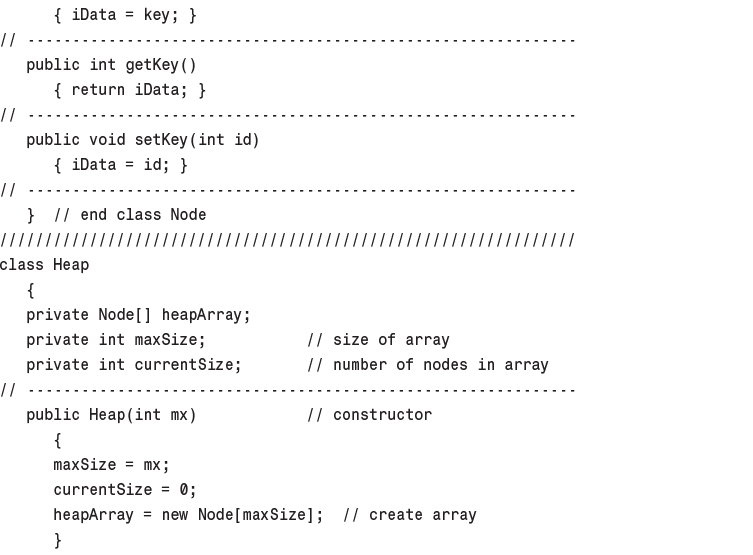 { iData = key; }
// -------------------------------------------------------------
   public int getKey()
      { return iData; }
// -------------------------------------------------------------
   public void setKey(int id)
      { iData = id; }
// -------------------------------------------------------------
   }  // end class Node
////////////////////////////////////////////////////////////////
class Heap
   {
   private Node[] heapArray;
   private int maxSize;           // size of array
   private int currentSize;       // number of nodes in array
// -------------------------------------------------------------
   public Heap(int mx)            // constructor
      {
      maxSize = mx;
      currentSize = 0;
      heapArray = new Node[maxSize];  // create array
      }